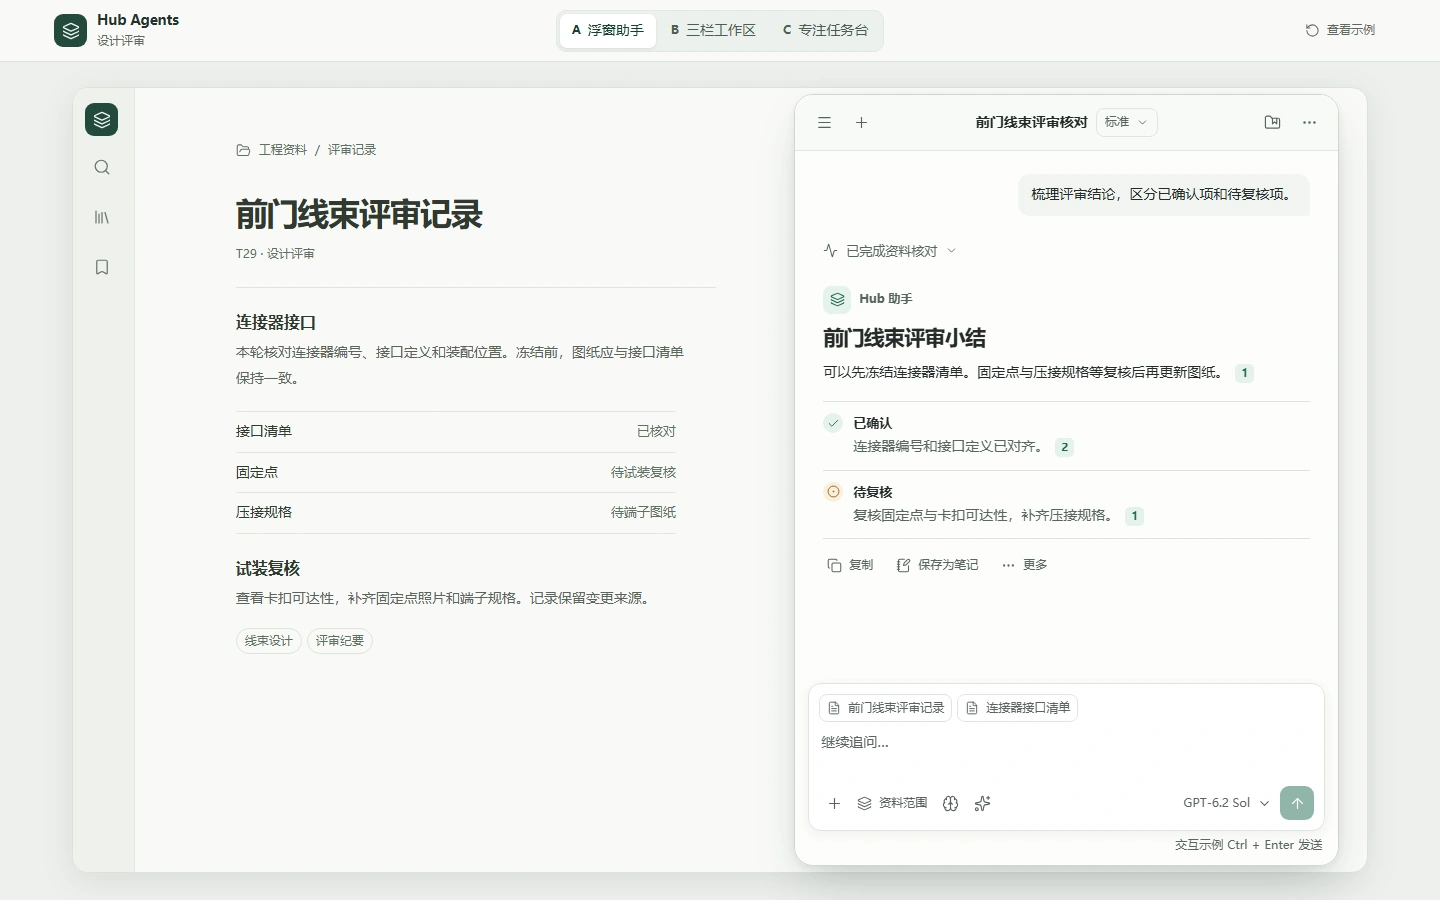 Hub Agents
设计评审
A 浮窗助手
B 三栏工作区
C 专注任务台
查看示例
工程资料 / 评审记录
前门线束评审记录
T29 · 设计评审
连接器接口
本轮核对连接器编号、接口定义和装配位置。冻结前，图纸应与接口清单
保持一致。
接口清单 已核对
固定点 待试装复核
压接规格 待端子图纸
试装复核
查看卡扣可达性，补齐固定点照片和端子规格。记录保留变更来源。
线束设计 评审纪要
前门线束评审核对 标准
梳理评审结论，区分已确认项和待复核项。
已完成资料核对
Hub 助手
前门线束评审小结
可以先冻结连接器清单。固定点与压接规格等复核后再更新图纸。 1
已确认
连接器编号和接口定义已对齐。 2
待复核
复核固定点与卡扣可达性，补齐压接规格。 1
复制 保存为笔记 更多
前门线束评审记录 连接器接口清单
继续追问...
资料范围 GPT-6.2 Sol
交互示例 Ctrl + Enter 发送